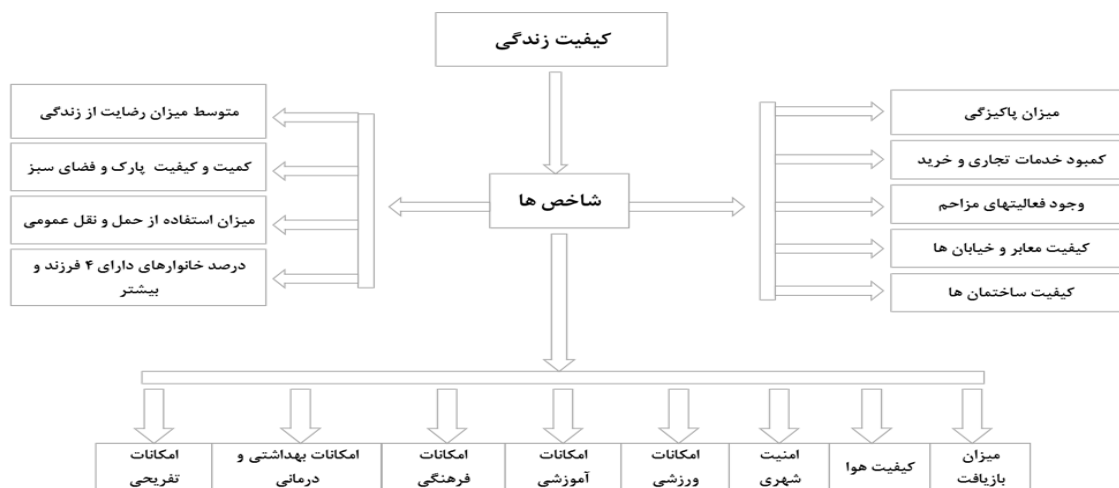 کیفیت زندگی
شاخص ها
میزان پاکیزگی
کمبود خدمات تجاری و خرید
وجود فعالیتهای مزاحم
کیفیت معابر و خیابان ها
کیفیت ساختمان ها
متوسط میزان رضایت از زندگی
کمیت و کیفیت پارک و فضای سبز
میزان استفاده از حمل و نقل عمومی
درصد خانوارهای دارای ۴ فرزند و
بیشتر
میزان
بازیافت
کیفیت هوا
امنیت
شهری
امکانات
ورزشی
امکانات
آموزشی
امکانات
فرهنگی
امکانات بهداشتی و
درمانی
امکانات
تفریحی